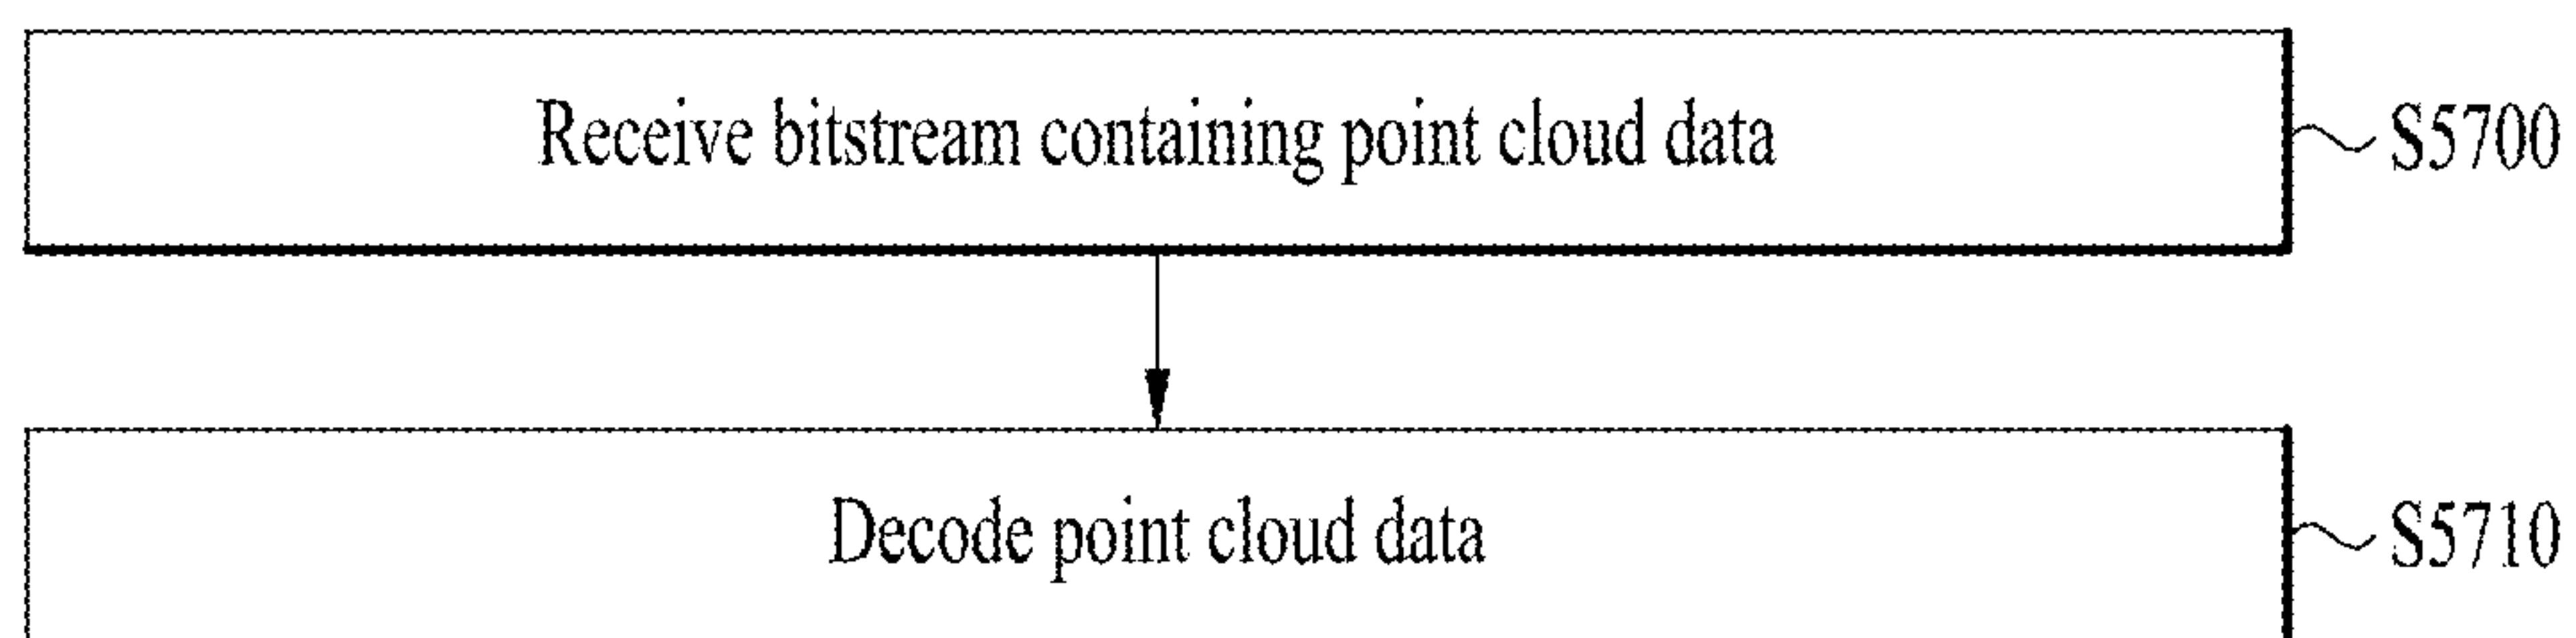 Receive bitstream containing point cloud data
S5700
Decode point cloud data
S5710